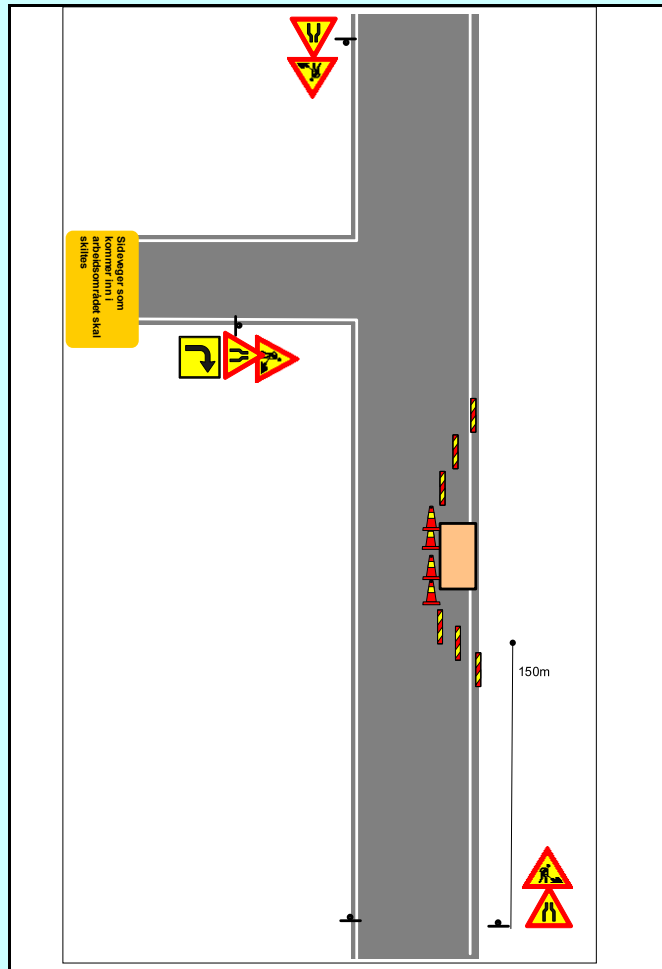 Sideveger som
kommer inn i
arbeidsområdet skal
skiltes
150m